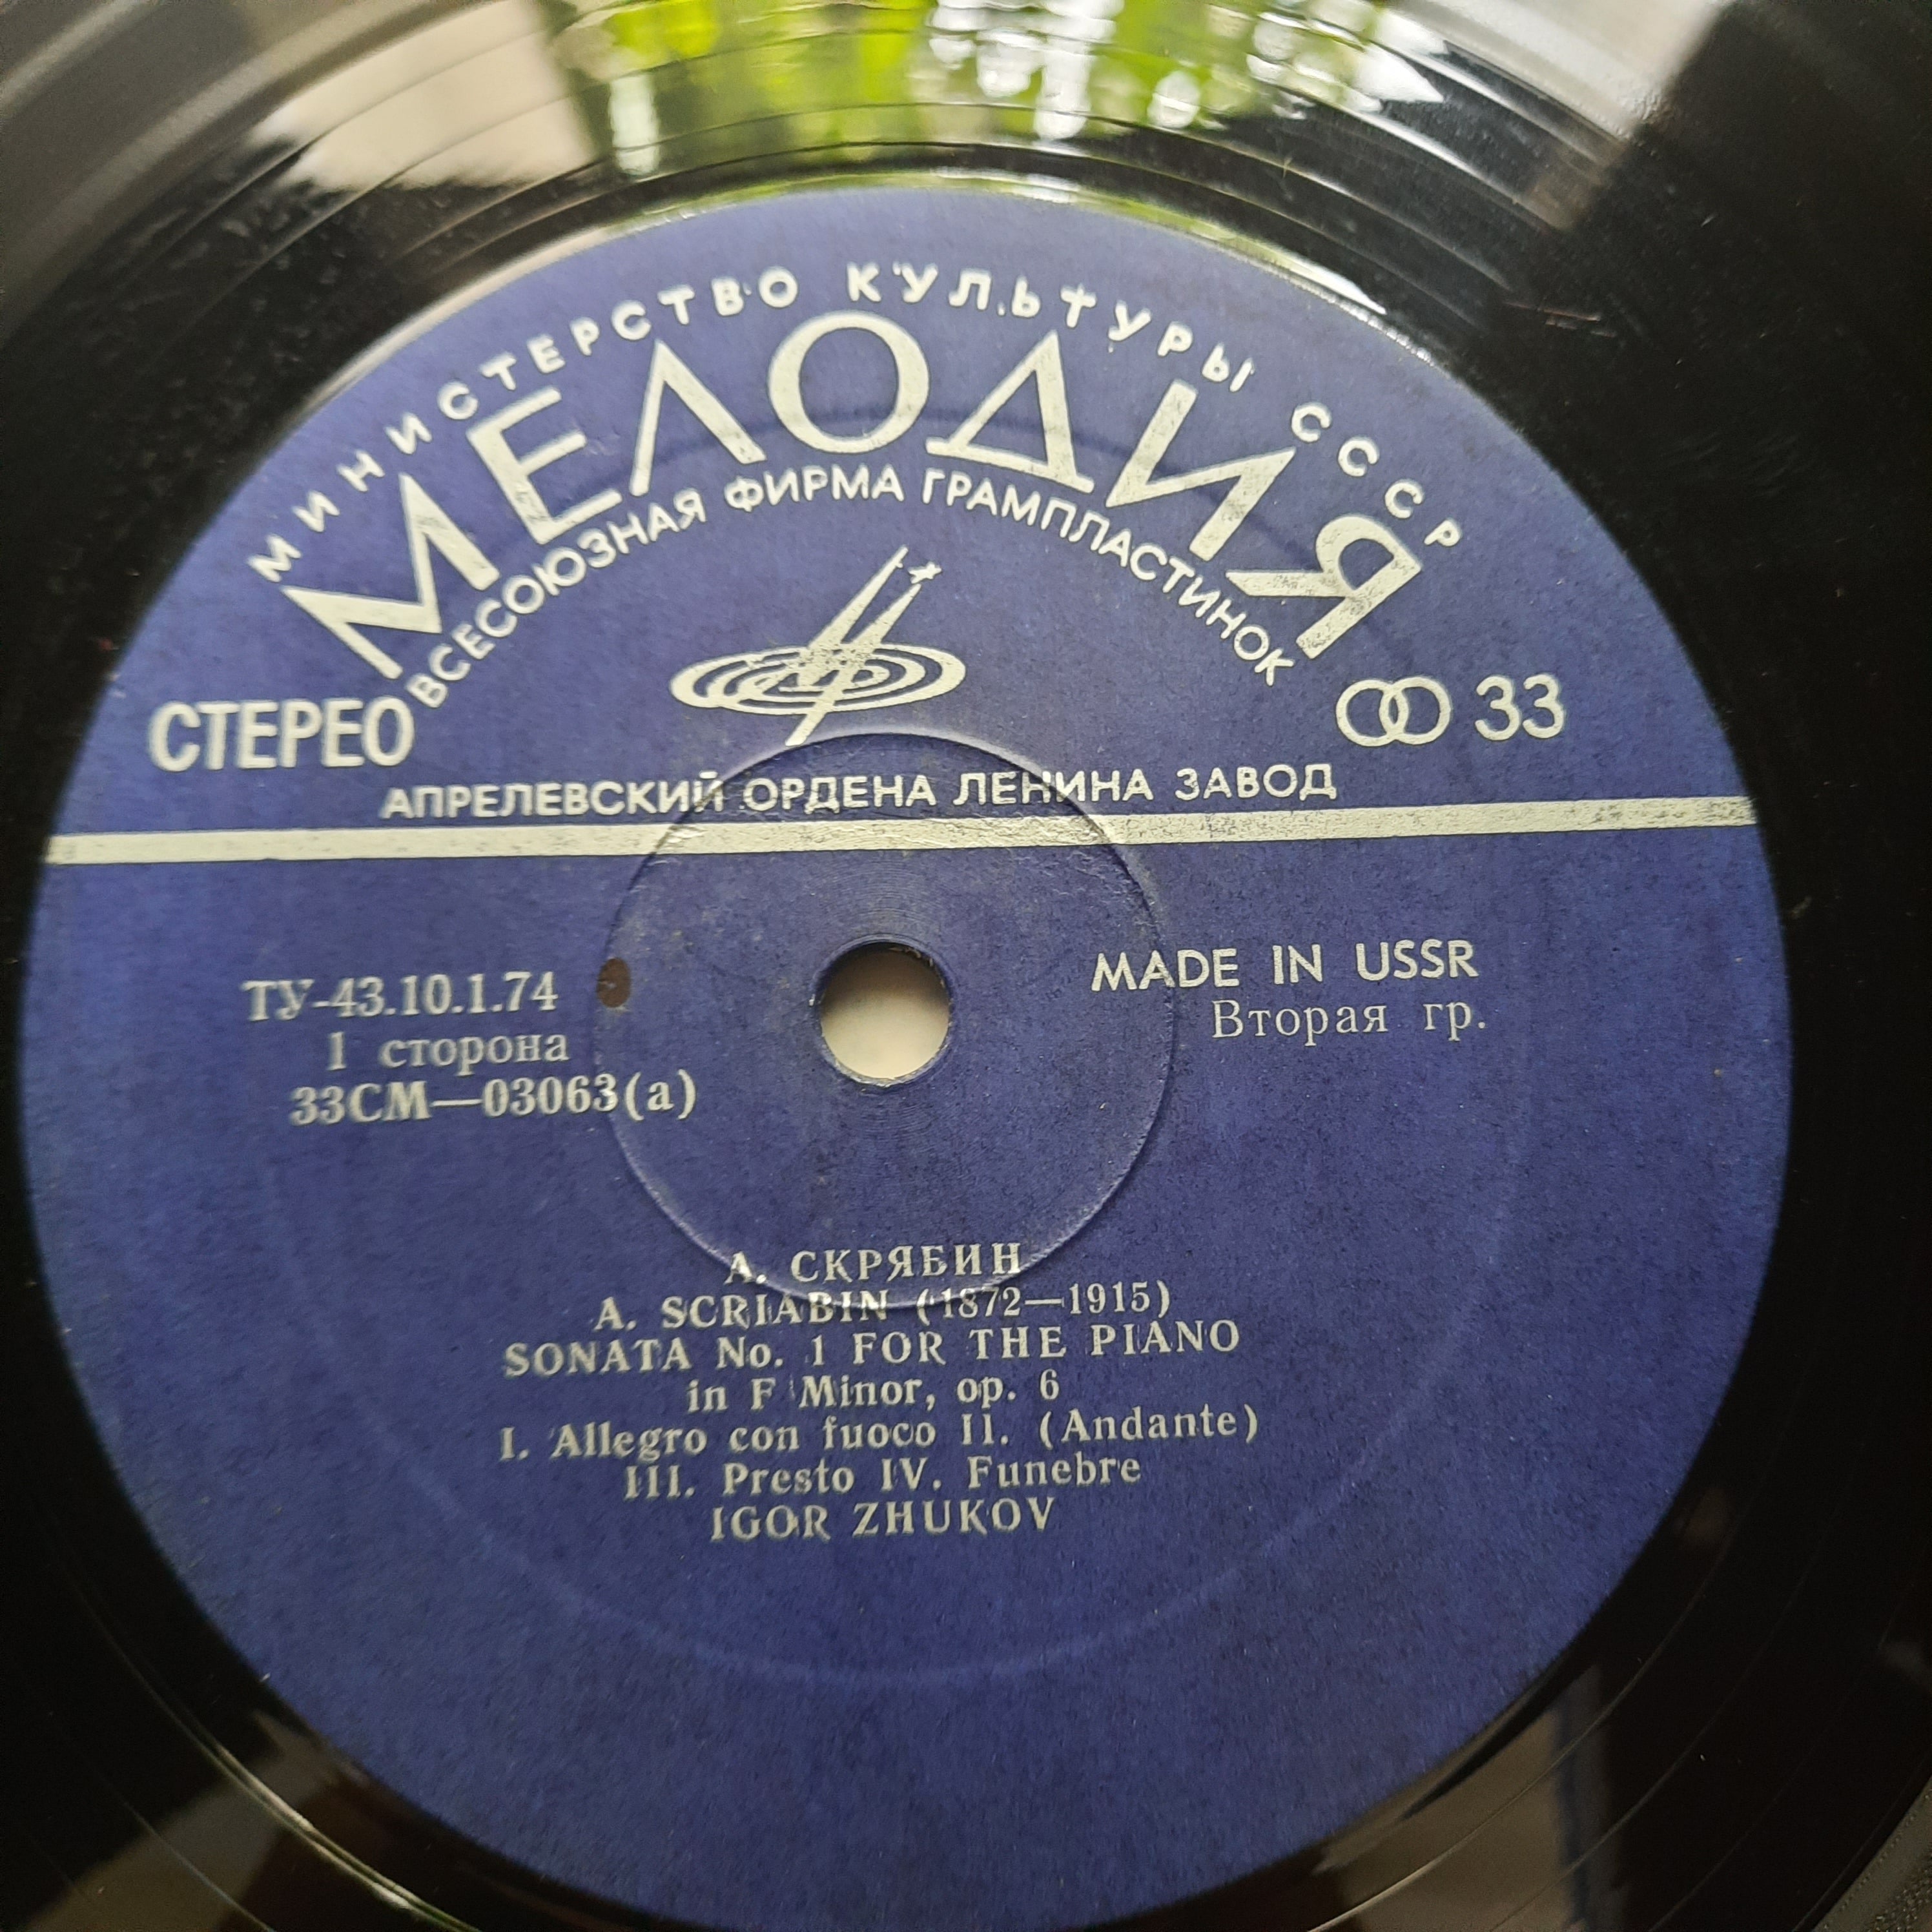 МИНИСТЕРСТВО КУЛЬТУРЫ СССР
МЕЛОДИЯ
ВСЕСОЮЗНАЯ ФИРМА ГРАМПЛАСТИНОК
СТЕРЕО
33
АПРЕЛЕВСКИЙ ОРДЕНА ЛЕНИНА ЗАВОД
ТУ-43.10.1.74
1 сторона
33СМ—03063(а)
MADE IN USSR
Вторая гр.
А. СКРЯБИН
A. SCRIABIN (1872—1915)
SONATA No. 1 FOR THE PIANO
in F Minor, op. 6
I. Allegro con fuoco II. (Andante)
III. Presto IV. Funebre
IGOR ZHUKOV